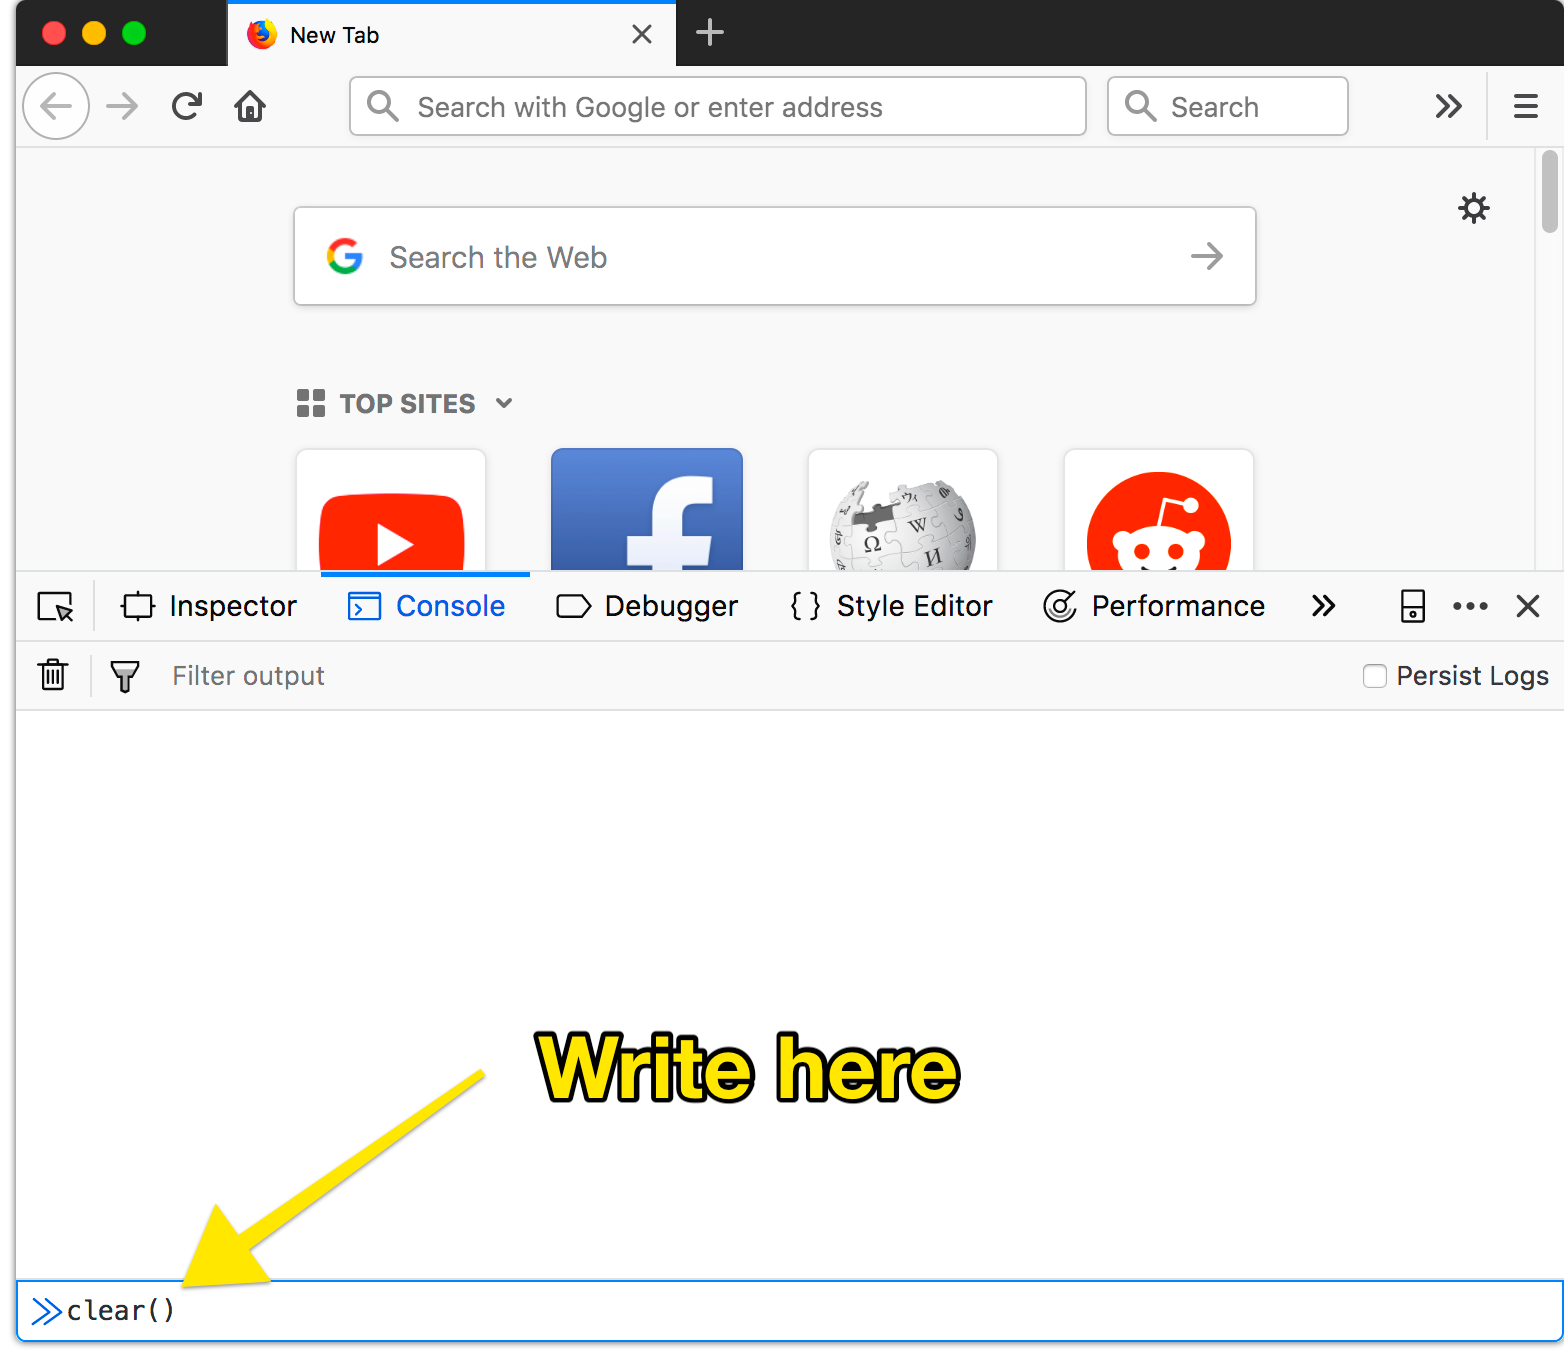 New Tab
Search with Google or enter address
Search
Search the Web
TOP SITES
f
Ω W И
Inspector Console Debugger { } Style Editor Performance
Filter output
Persist Logs
Write here
clear()